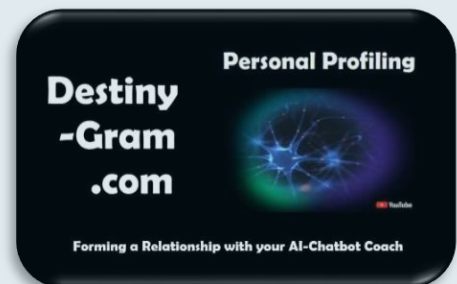 Destiny
-Gram
.com
Personal Profiling
YouTube
Forming a Relationship with your AI-Chatbot Coach